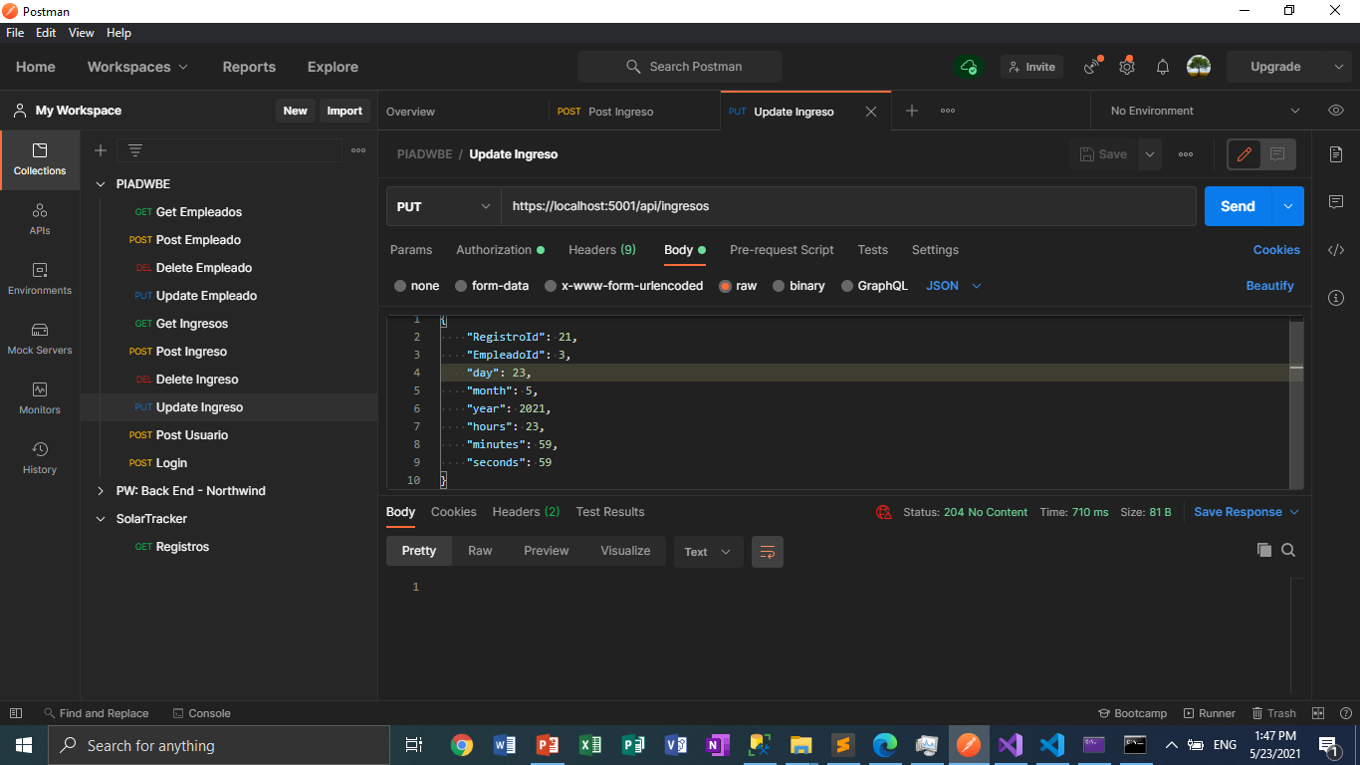 Postman
File Edit View Help
Home Workspaces Reports Explore Search Postman Invite Upgrade
My Workspace New Import
Overview POST Post Ingreso PUT Update Ingreso No Environment
Collections
APIs
Environments
Mock Servers
Monitors
History
PIADWBE
GET Get Empleados
POST Post Empleado
DEL Delete Empleado
PUT Update Empleado
GET Get Ingresos
POST Post Ingreso
DEL Delete Ingreso
PUT Update Ingreso
POST Post Usuario
POST Login
PW: Back End - Northwind
SolarTracker
GET Registros
PIADWBE / Update Ingreso Save
PUT https://localhost:5001/api/ingresos Send
Params Authorization Headers (9) Body Pre-request Script Tests Settings Cookies
none form-data x-www-form-urlencoded raw binary GraphQL JSON Beautify
1 {
2 "RegistroId": 21,
3 "EmpleadoId": 3,
4 "day": 23,
5 "month": 5,
6 "year": 2021,
7 "hours": 23,
8 "minutes": 59,
9 "seconds": 59
10 }
Body Cookies Headers (2) Test Results Status: 204 No Content Time: 710 ms Size: 81 B Save Response
Pretty Raw Preview Visualize Text
1
Find and Replace Console Bootcamp Runner Trash
Search for anything ENG 1:47 PM
5/23/2021 1